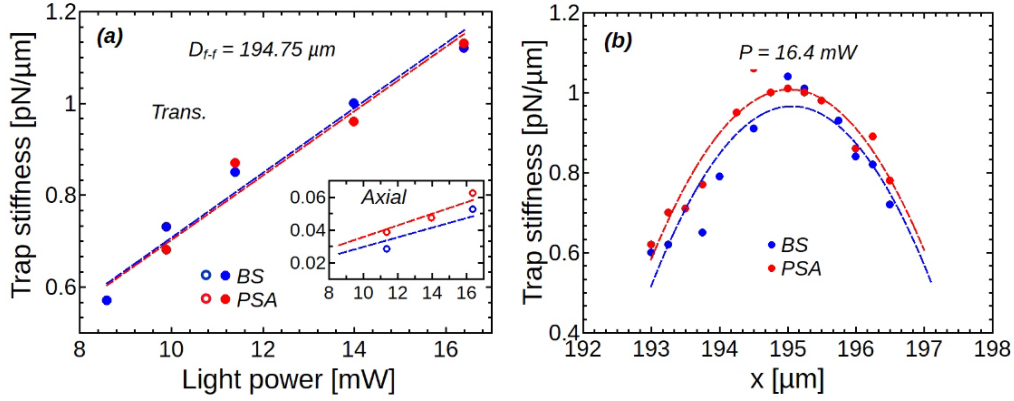 (a)
D_f-f = 194.75 µm
Trans.
Trap stiffness [pN/µm]
1.2
1
0.8
0.6
Axial
0.06
0.04
0.02
8 10 12 14 16
BS
PSA
8 10 12 14 16
Light power [mW]
(b)
P = 16.4 mW
Trap stiffness [pN/µm]
1.2
1
0.8
0.6
0.4
BS
PSA
192 193 194 195 196 197 198
x [µm]